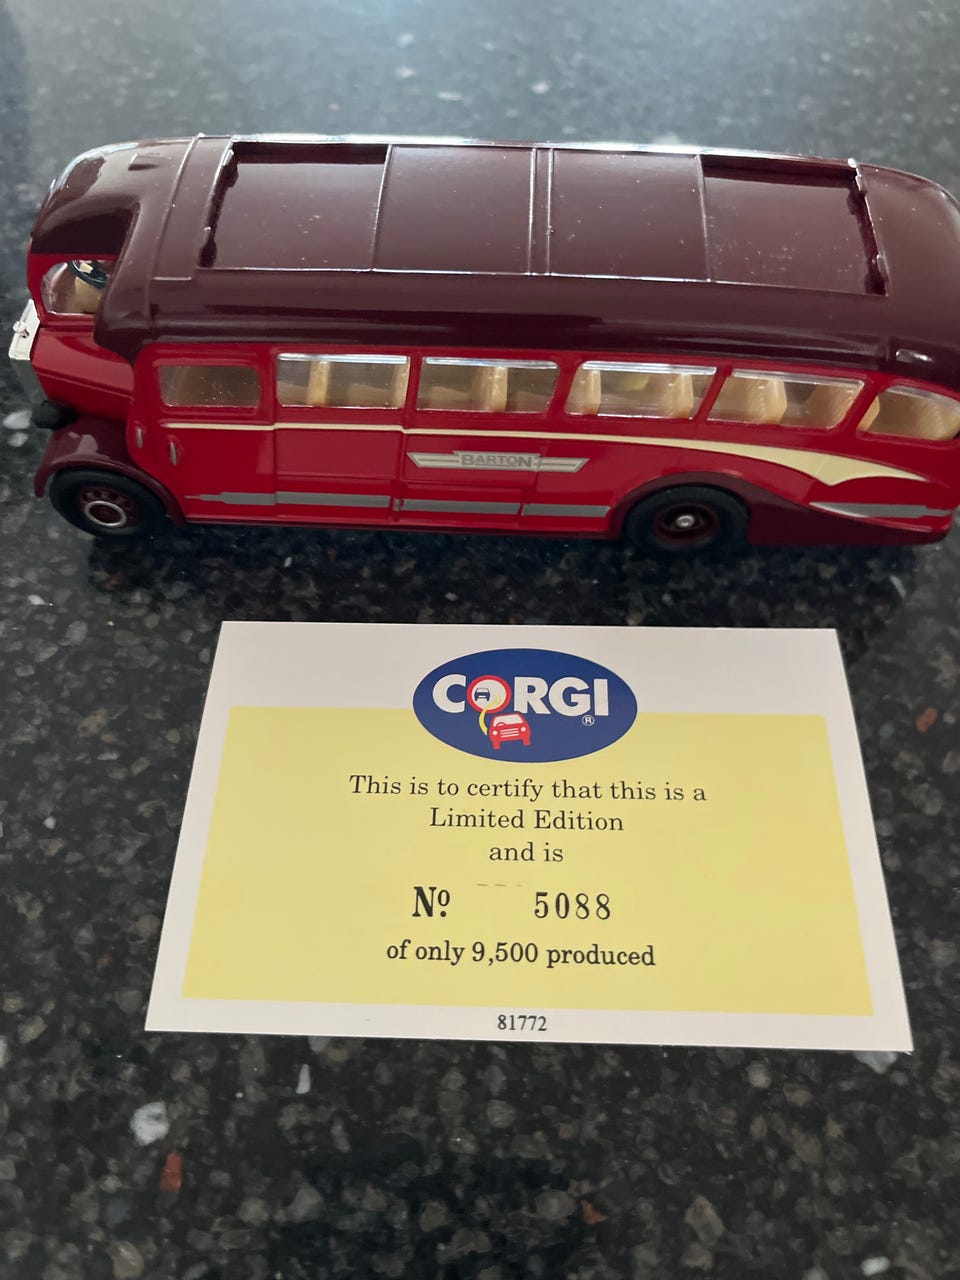 BARTON
CORGI ®
This is to certify that this is a
Limited Edition
and is
Nº 5088
of only 9,500 produced
81772